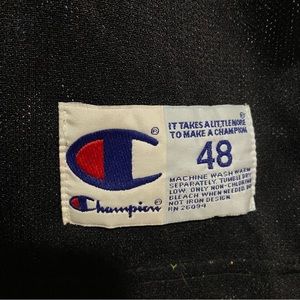 IT TAKES A LITTLE MORE
TO MAKE A CHAMPION
®
48
Champion®
MACHINE WASH WARM
SEPARATELY TUMBLE DRY
LOW. ONLY NON-CHLORINE
BLEACH WHEN NEEDED. DO
NOT IRON DESIGN
RN 26094